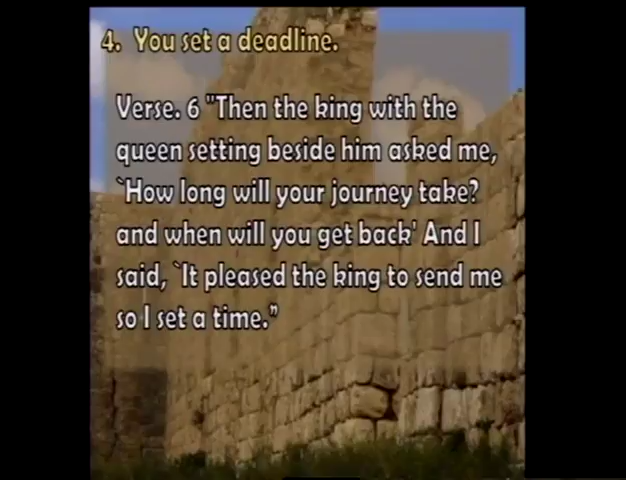 4. You set a deadline.
Verse. 6 "Then the king with the
queen setting beside him asked me,
`How long will your journey take?
and when will you get back' And I
said, `It pleased the king to send me
so I set a time.”